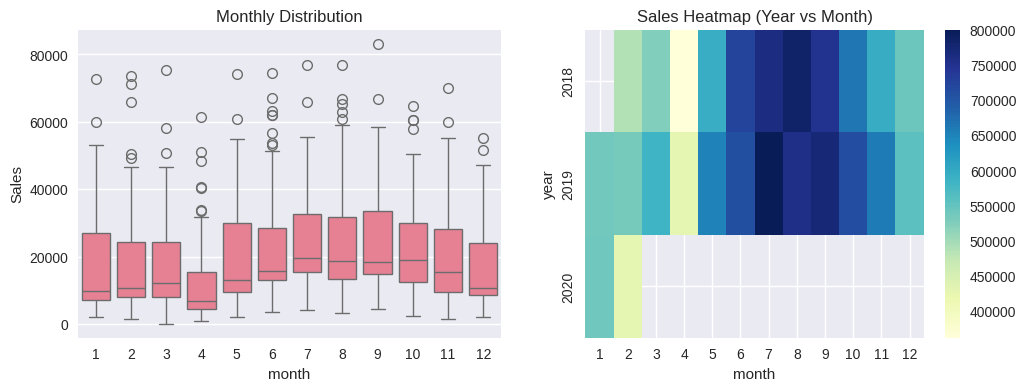 Monthly Distribution
80000
60000
40000
20000
0
Sales
1 2 3 4 5 6 7 8 9 10 11 12
month
Sales Heatmap (Year vs Month)
2018
2019
2020
year
1 2 3 4 5 6 7 8 9 10 11 12
month
800000
750000
700000
650000
600000
550000
500000
450000
400000